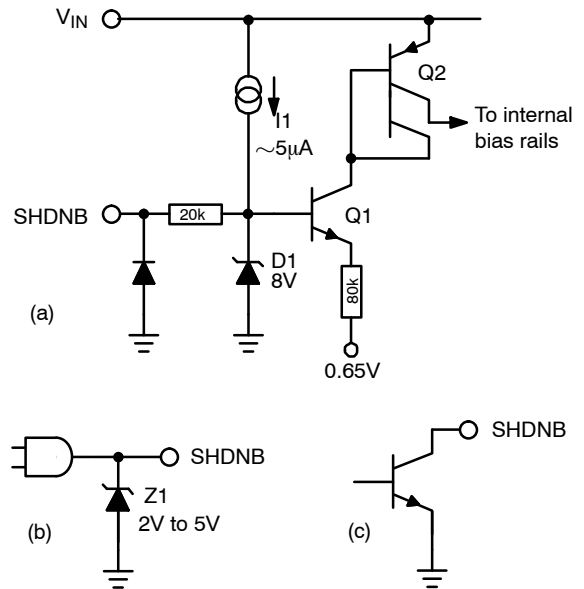 VIN
Q2
I1
~5μA
To internal
bias rails
SHDNB
20k
Q1
D1
8V
80k
(a)
0.65V
SHDNB
Z1
2V to 5V
(b)
SHDNB
(c)